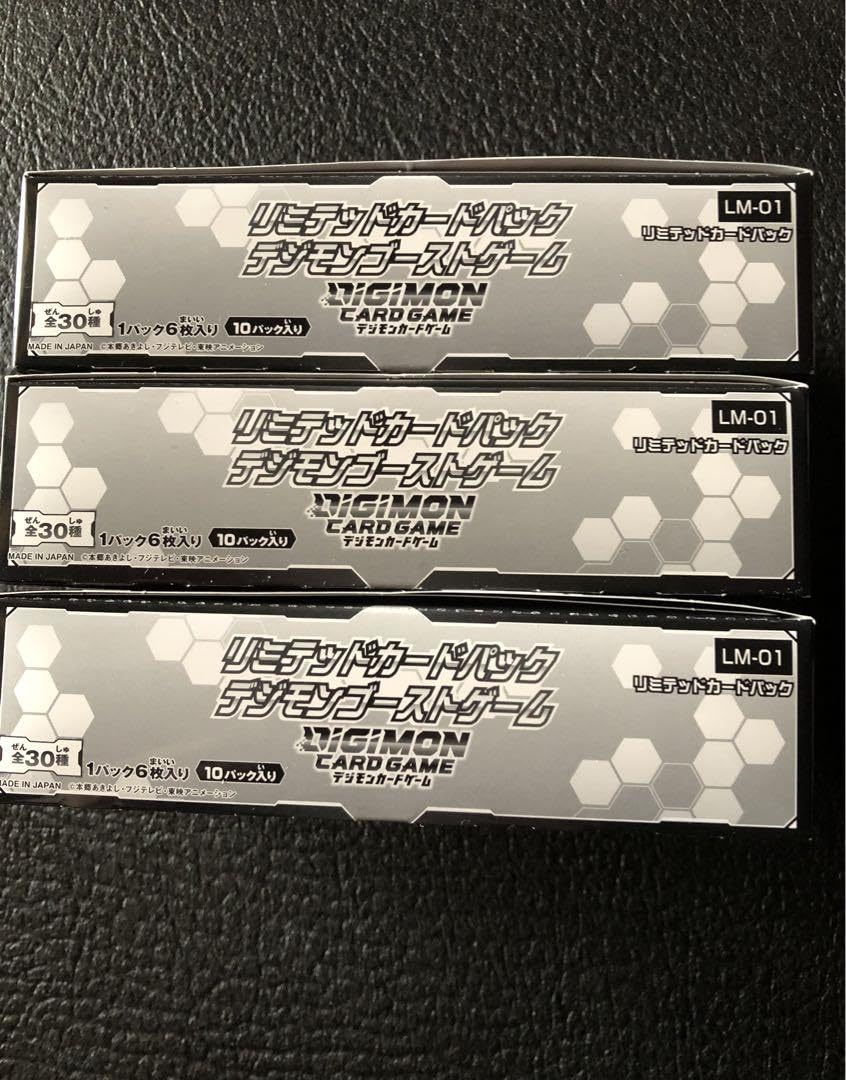 リミテッドカードパック
デジモンゴーストゲーム
DIGIMON
CARD GAME
デジモンカードゲーム
LM-01
リミテッドカードパック
ぜん しゅ
全30種
まいい い
1パック6枚入り 10パック入り
MADE IN JAPAN ©本郷あきよし・フジテレビ・東映アニメーション
リミテッドカードパック
デジモンゴーストゲーム
DIGIMON
CARD GAME
デジモンカードゲーム
LM-01
リミテッドカードパック
ぜん しゅ
全30種
まいい い
1パック6枚入り 10パック入り
MADE IN JAPAN ©本郷あきよし・フジテレビ・東映アニメーション
リミテッドカードパック
デジモンゴーストゲーム
DIGIMON
CARD GAME
デジモンカードゲーム
LM-01
リミテッドカードパック
ぜん しゅ
全30種
まいい い
1パック6枚入り 10パック入り
MADE IN JAPAN ©本郷あきよし・フジテレビ・東映アニメーション